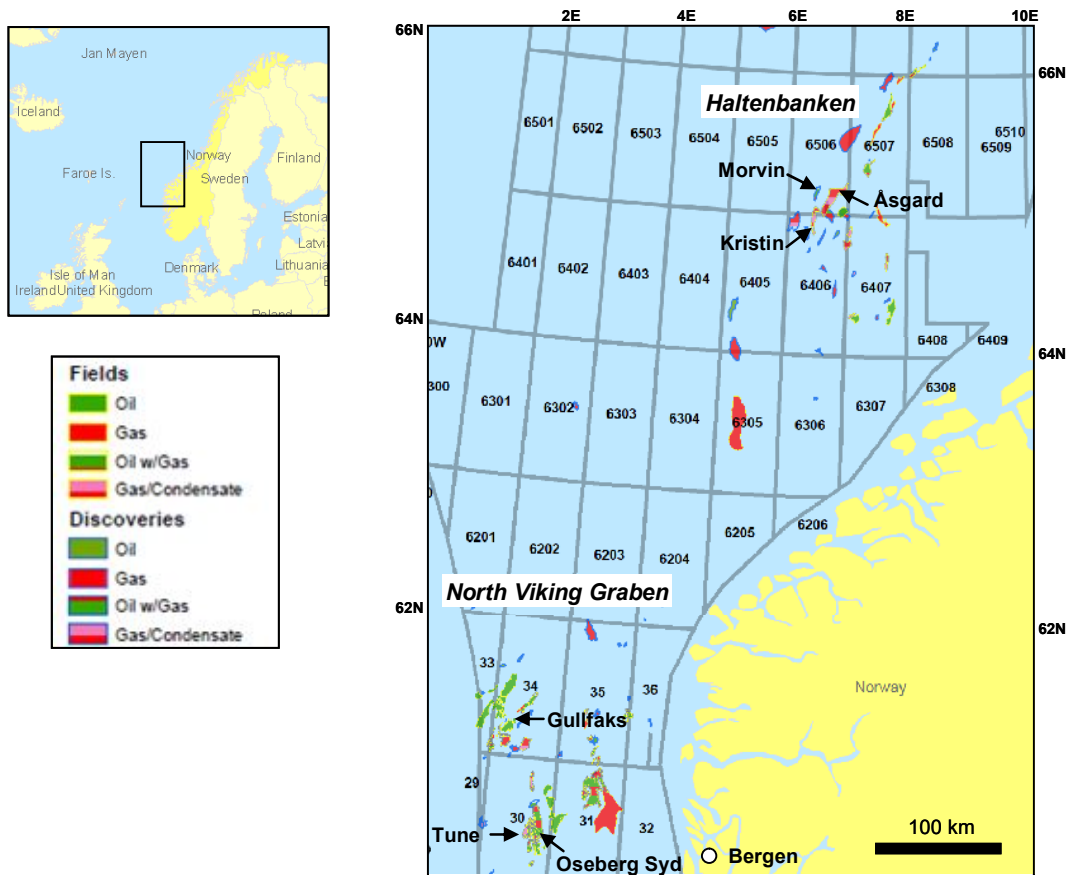 Jan Mayen
Iceland
Norway
Finland
Faroe Is.
Sweden
Estonia
Latvi
Isle of Man
Denmark
Lithuania
Ireland United Kingdom
Fields
Oil
Gas
Oil w/Gas
Gas/Condensate
Discoveries
Oil
Gas
Oil w/Gas
Gas/Condensate
2E 4E 6E 8E 10E
66N
66N
Haltenbanken
6501 6502 6503 6504 6505 6506 6507 6508 6510
6509
Morvin
Åsgard
Kristin
6401 6402 6403 6404 6405 6406 6407
64N
6408 6409
64N
0W
300 6301 6302 6303 6304 6305 6306 6307 6308
6201 6202 6203 6204 6205 6206
North Viking Graben
62N
62N
33 34 35 36
Norway
Gullfaks
29 30 31 32
Tune
Oseberg Syd
Bergen
100 km